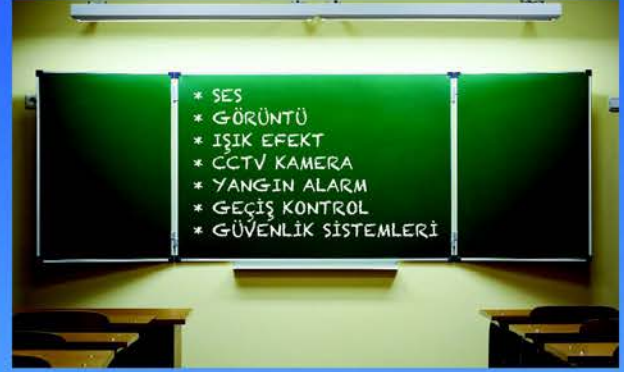 * SES
* GÖRÜNTÜ
* IŞIK EFEKT
* CCTV KAMERA
* YANGIN ALARM
* GEÇİŞ KONTROL
* GÜVENLİK SİSTEMLERİ